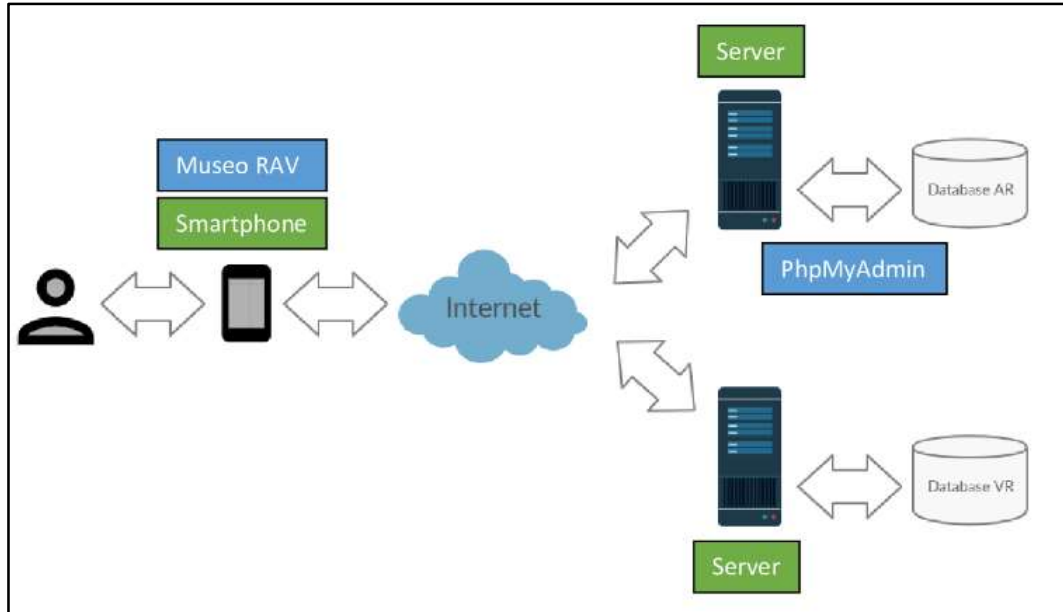 Server
Museo RAV
Smartphone
Database AR
PhpMyAdmin
Internet
Database VR
Server